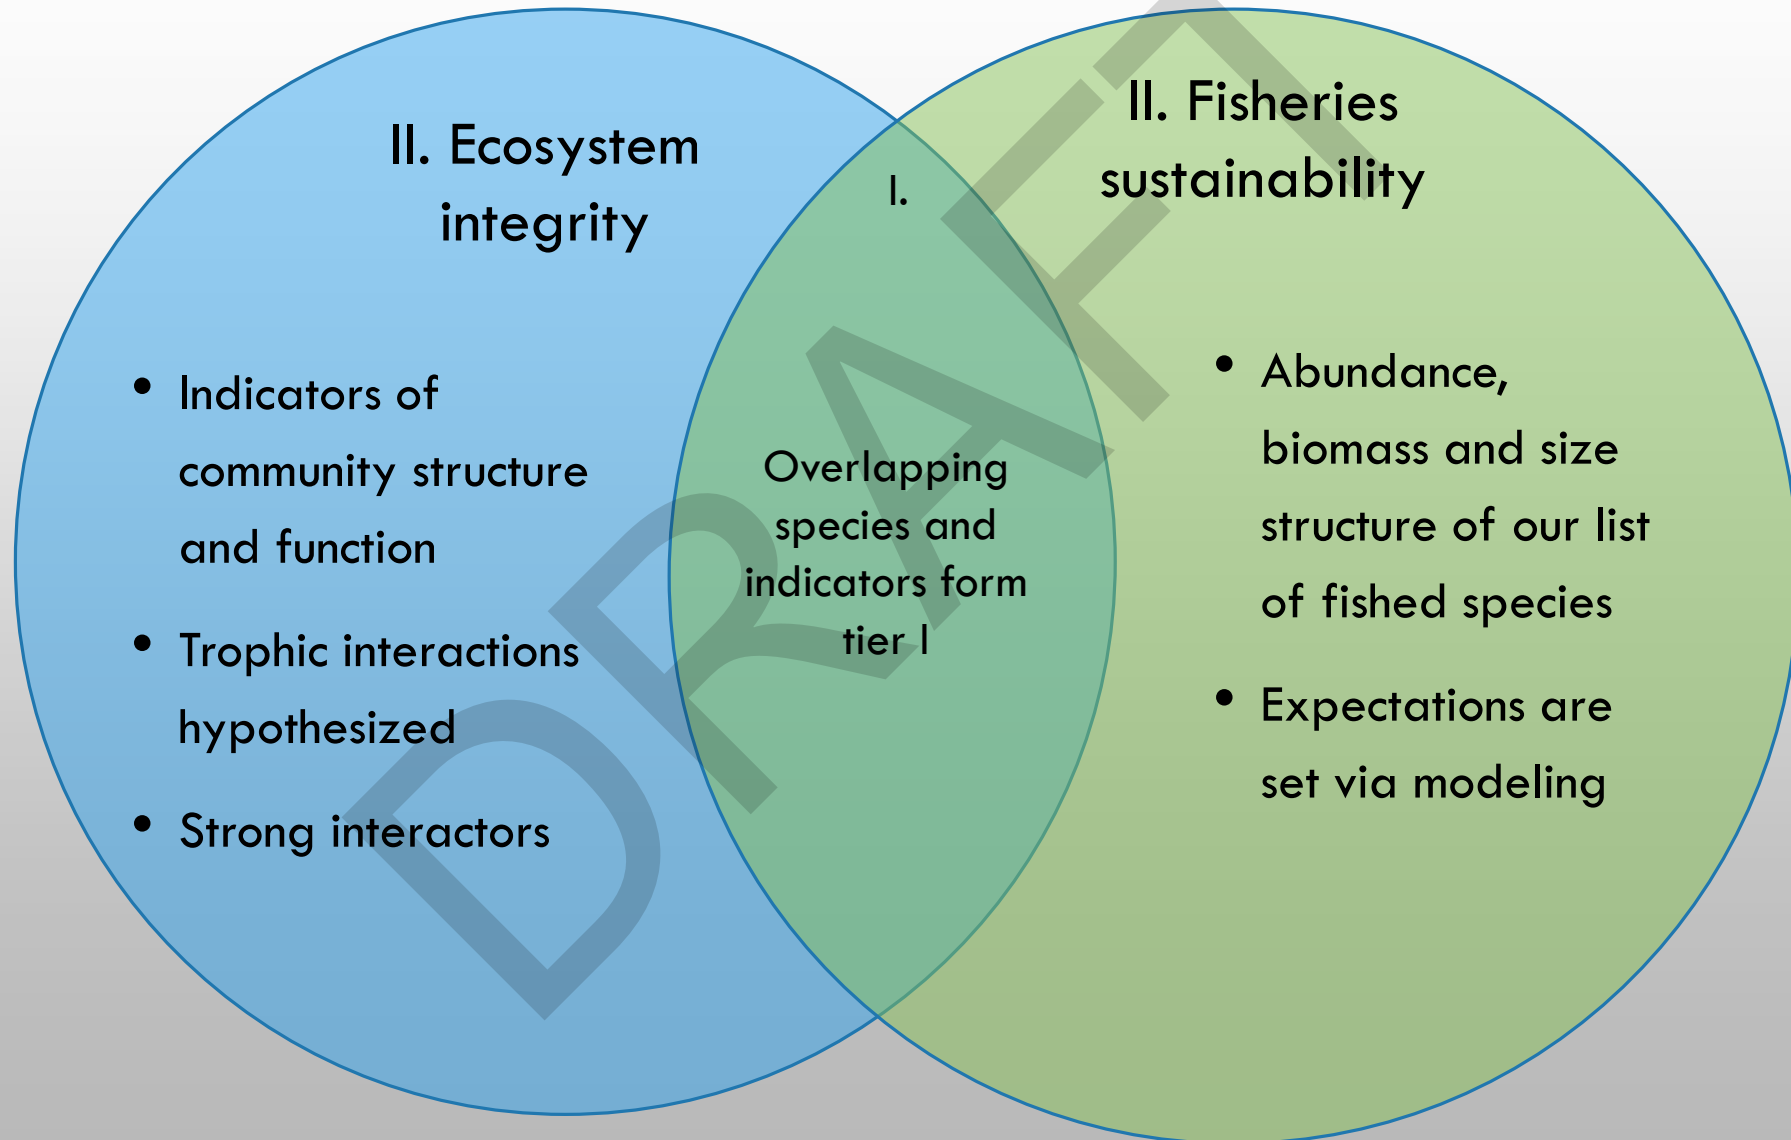 II. Ecosystem
integrity
• Indicators of
community structure
and function
• Trophic interactions
hypothesized
• Strong interactors
I.
Overlapping
species and
indicators form
tier I
II. Fisheries
sustainability
• Abundance,
biomass and size
structure of our list
of fished species
• Expectations are
set via modeling
DRAFT